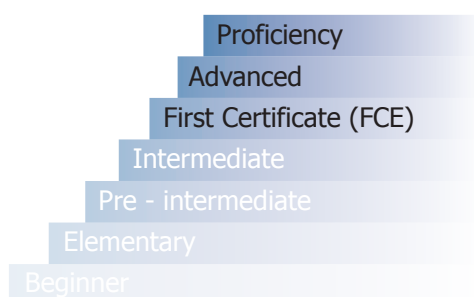 Proficiency
Advanced
First Certificate (FCE)
Intermediate
Pre - intermediate
Elementary
Beginner